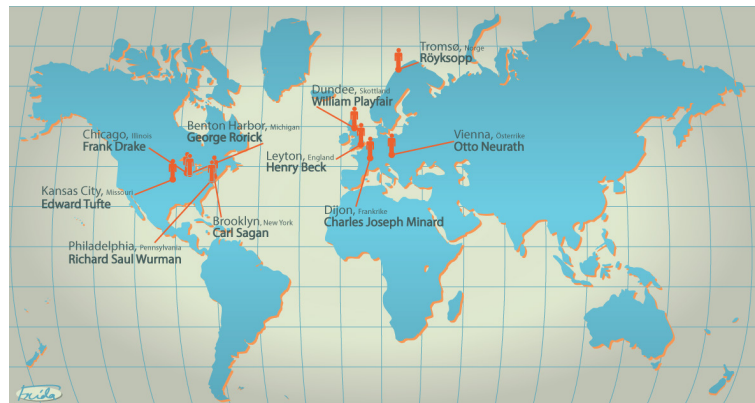 Tromsø, Norge
Röyksopp
Dundee, Skottland
William Playfair
Chicago, Illinois
Frank Drake
Benton Harbor, Michigan
George Rorick
Vienna, Österrike
Otto Neurath
Leyton, England
Henry Beck
Kansas City, Missouri
Edward Tufte
Dijon, Frankrike
Charles Joseph Minard
Brooklyn, New York
Carl Sagan
Philadelphia, Pennsylvania
Richard Saul Wurman
Frida